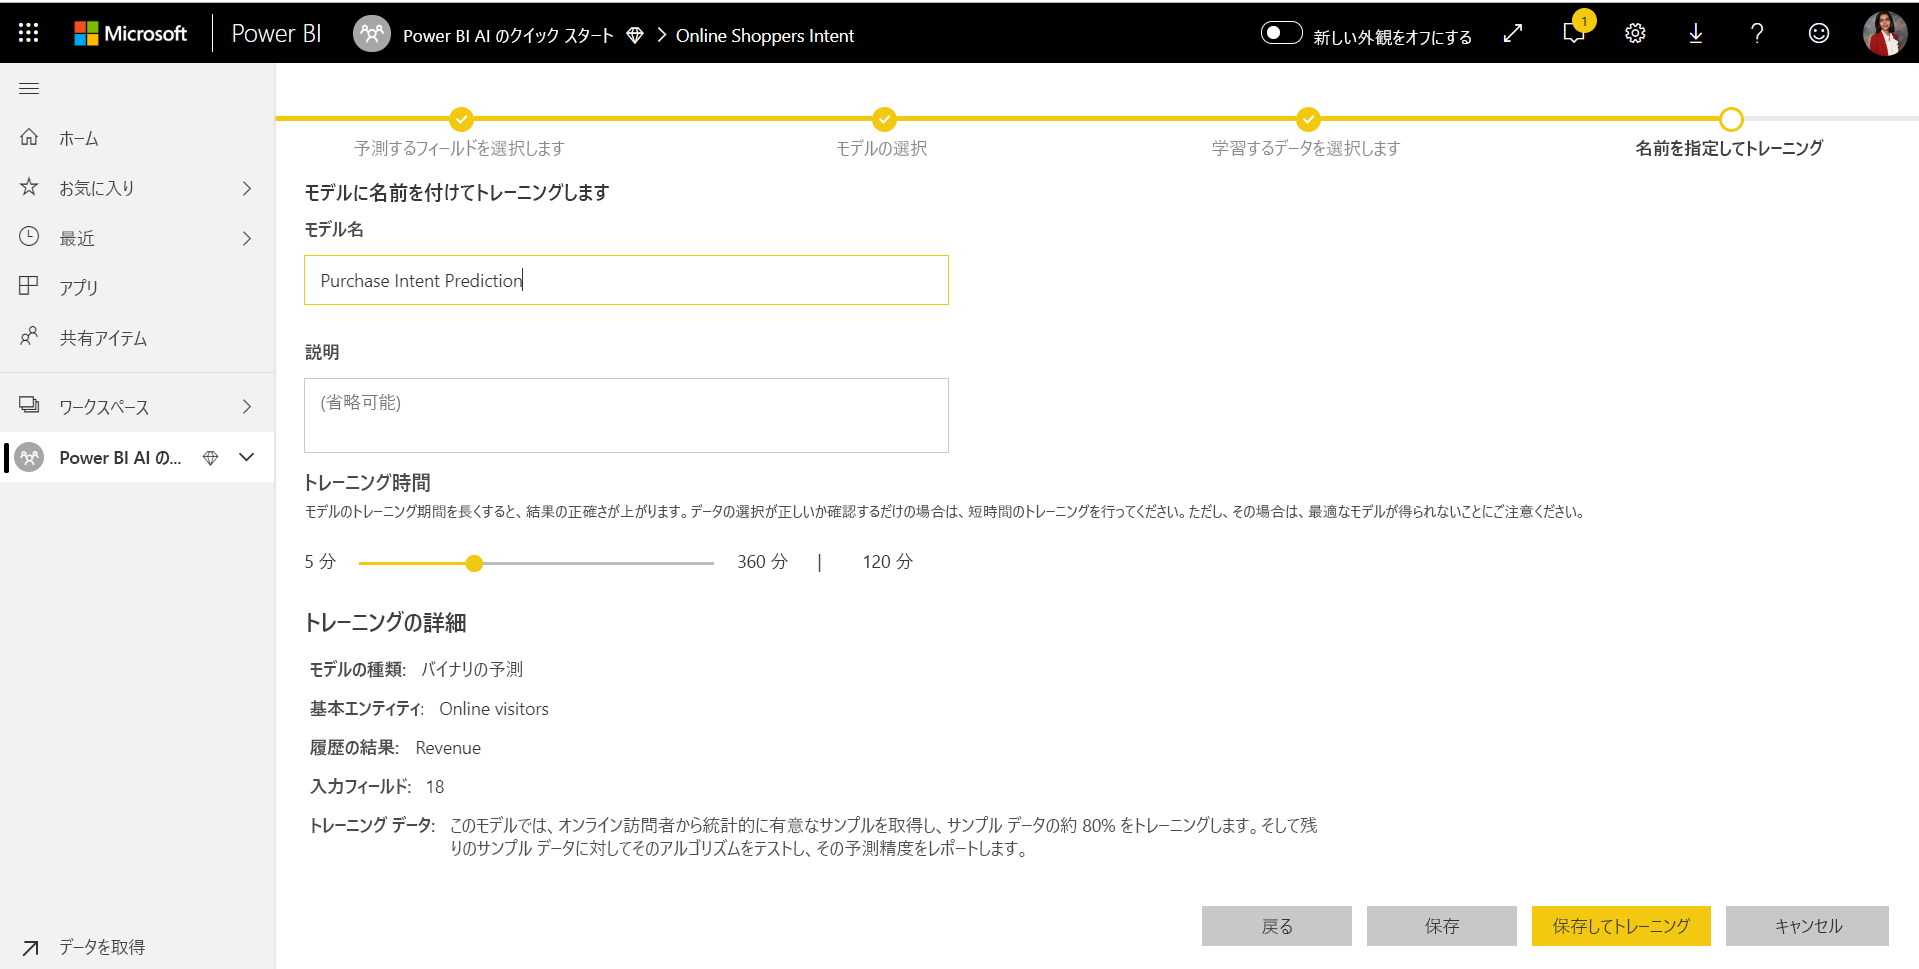 Microsoft Power BI Power BI AI のクイック スタート Online Shoppers Intent 新しい外観をオフにする 1
ホーム
お気に入り
最近
アプリ
共有アイテム
ワークスペース
Power BI AI の...
データを取得
予測するフィールドを選択します モデルの選択 学習するデータを選択します 名前を指定してトレーニング
モデルに名前を付けてトレーニングします
モデル名
Purchase Intent Prediction
説明
(省略可能)
トレーニング時間
モデルのトレーニング期間を長くすると、結果の正確さが上がります。データの選択が正しいか確認するだけの場合は、短時間のトレーニングを行ってください。ただし、その場合は、最適なモデルが得られないことにご注意ください。
5 分 360 分 | 120 分
トレーニングの詳細
モデルの種類: バイナリの予測
基本エンティティ: Online visitors
履歴の結果: Revenue
入力フィールド: 18
トレーニング データ: このモデルでは、オンライン訪問者から統計的に有意なサンプルを取得し、サンプル データの約 80% をトレーニングします。そして残
りのサンプル データに対してそのアルゴリズムをテストし、その予測精度をレポートします。
戻る 保存 保存してトレーニング キャンセル